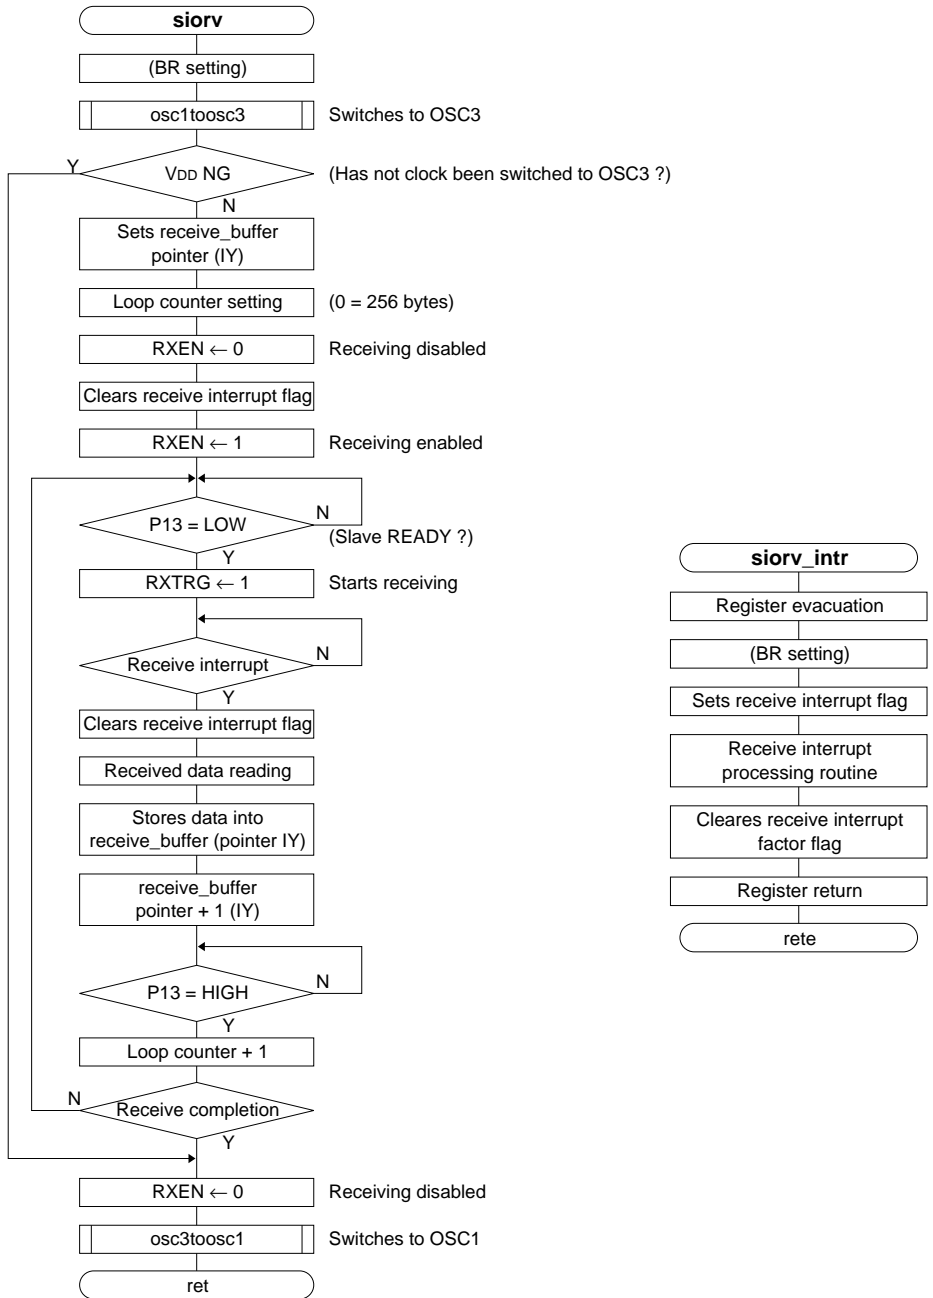 siorv
(BR setting)
osc1toosc3
Switches to OSC3
Y
VDD NG
(Has not clock been switched to OSC3 ?)
N
Sets receive_buffer
pointer (IY)
Loop counter setting
(0 = 256 bytes)
RXEN ← 0
Receiving disabled
Clears receive interrupt flag
RXEN ← 1
Receiving enabled
P13 = LOW
N
(Slave READY ?)
Y
RXTRG ← 1
Starts receiving
Receive interrupt
N
Y
Clears receive interrupt flag
Received data reading
Stores data into
receive_buffer (pointer IY)
receive_buffer
pointer + 1 (IY)
P13 = HIGH
N
Y
Loop counter + 1
N
Receive completion
Y
RXEN ← 0
Receiving disabled
osc3toosc1
Switches to OSC1
ret
siorv_intr
Register evacuation
(BR setting)
Sets receive interrupt flag
Receive interrupt
processing routine
Cleares receive interrupt
factor flag
Register return
rete